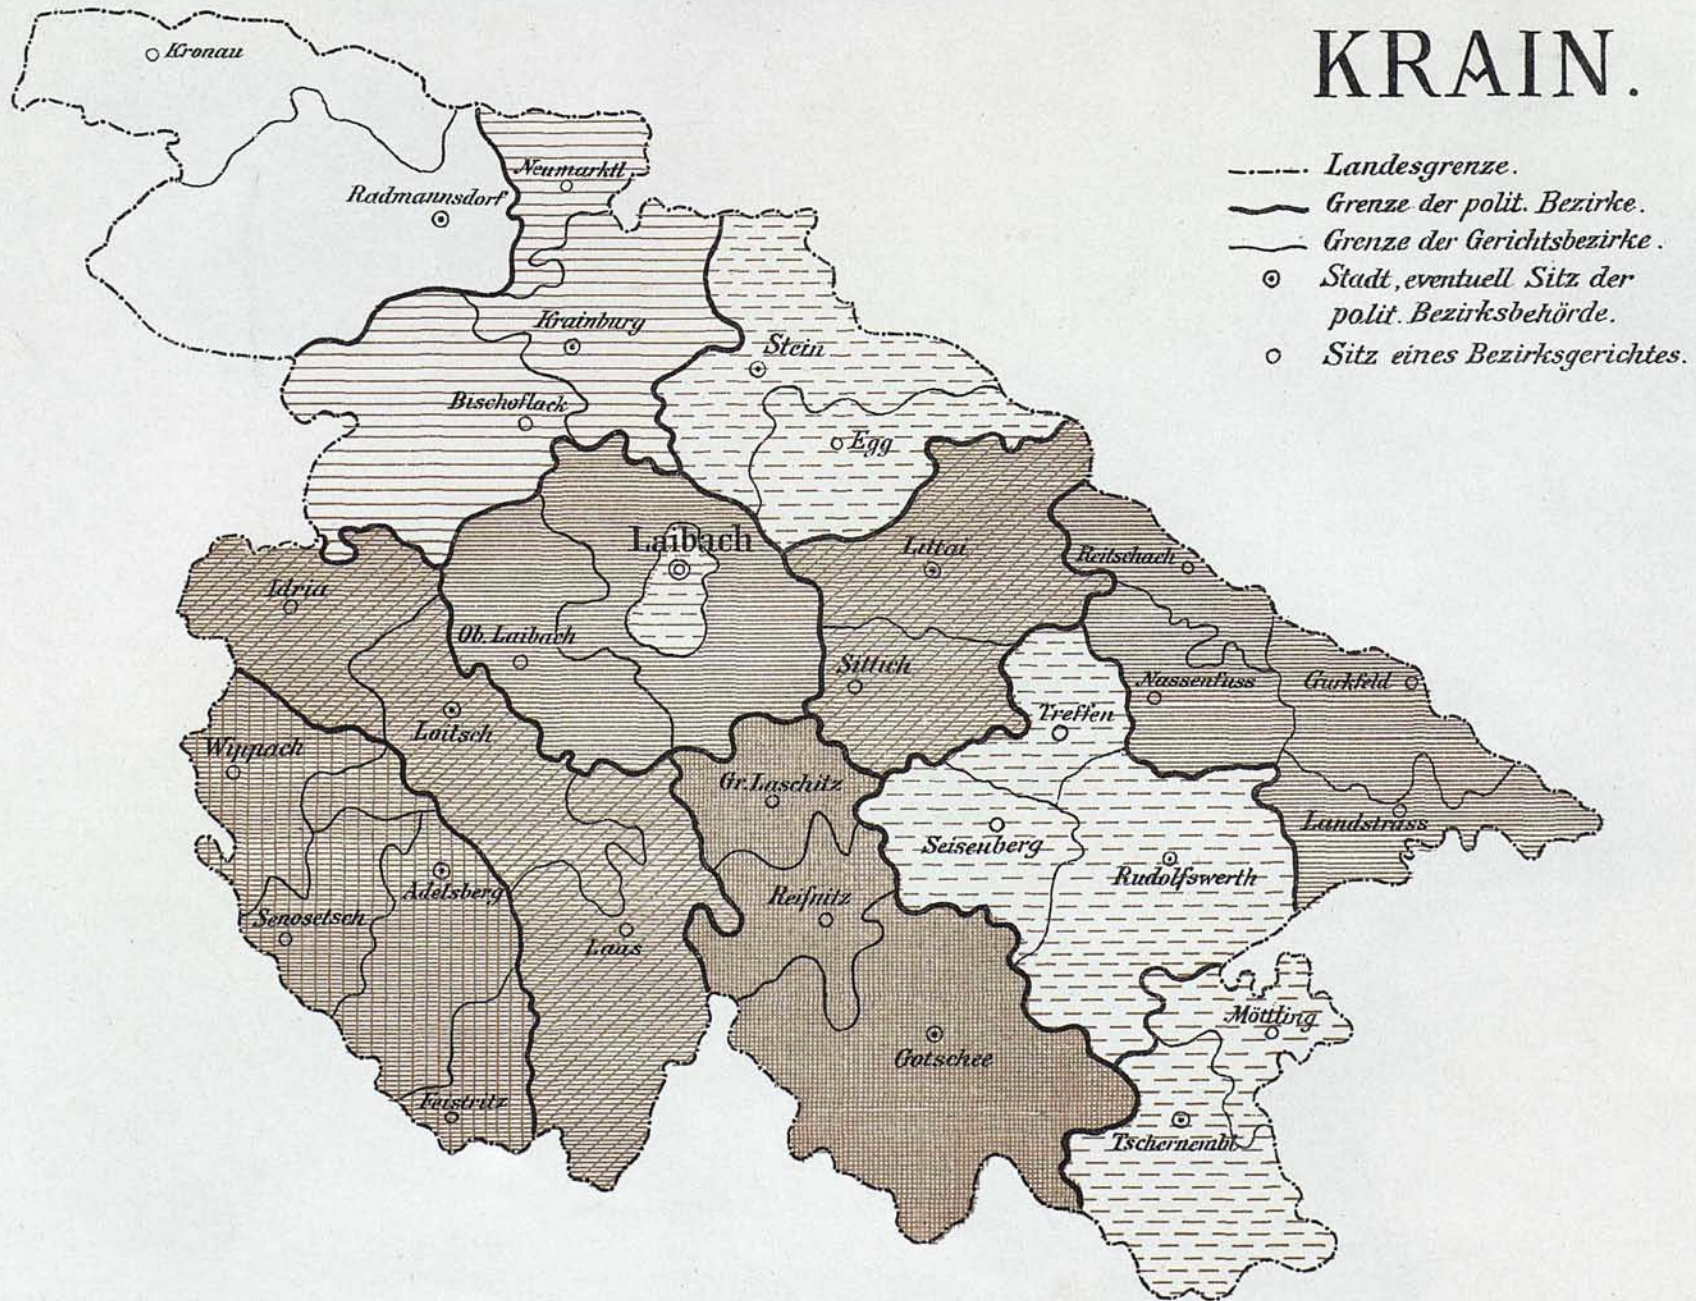 KRAIN.
Landesgrenze.
Grenze der polit. Bezirke.
Grenze der Gerichtsbezirke.
Stadt, eventuell Sitz der
polit. Bezirksbehörde.
Sitz eines Bezirksgerichtes.
Kronau
Neumarktl
Radmannsdorf
Krainburg
Stein
Bischoflack
Egg
Laibach
Littai
Reitschach
Idria
Ob. Laibach
Sittich
Nassenfuss
Gurkfeld
Loitsch
Treffen
Wippach
Gr. Laschitz
Landstrass
Seisenberg
Rudolfswerth
Adelsberg
Reifnitz
Senosetsch
Laas
Möttling
Gotschee
Feistritz
Tschernembl